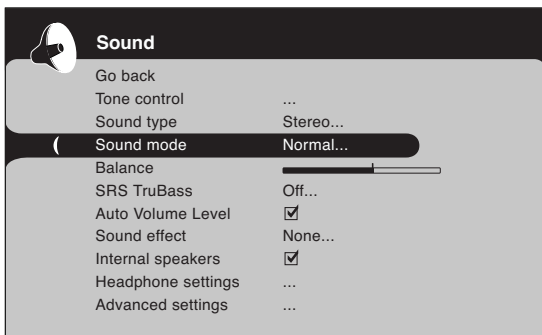 Sound
Go back
Tone control ...
Sound type Stereo...
Sound mode Normal...
Balance
SRS TruBass Off...
Auto Volume Level
Sound effect None...
Internal speakers
Headphone settings ...
Advanced settings ...